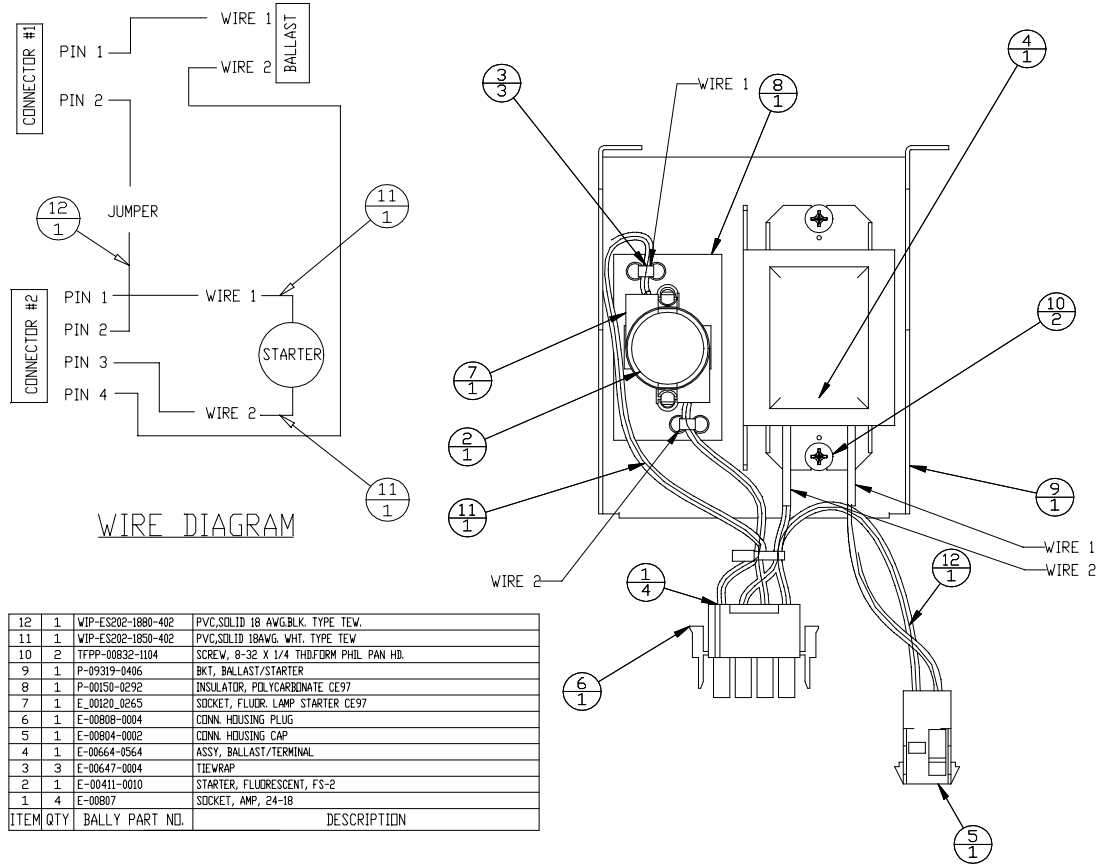 CONNECTOR #1
PIN 1
WIRE 1
BALLAST
WIRE 2
PIN 2
JUMPER
12
1
11
1
CONNECTOR #2
PIN 1
WIRE 1
PIN 2
STARTER
PIN 3
PIN 4
WIRE 2
11
1
WIRE DIAGRAM
3
3
WIRE 1
8
1
4
1
10
2
7
1
2
1
11
1
9
1
WIRE 2
WIRE 1
WIRE 2
1
4
12
1
6
1
5
1
12 1 WIP-ES202-1880-402 PVC,SOLID 18 AWG.BLK. TYPE TEW.
11 1 WIP-ES202-1850-402 PVC,SOLID 18AWG. WHT. TYPE TEW
10 2 TFPP-00832-1104 SCREW, 8-32 X 1/4 THD.FORM PHIL PAN HD.
9 1 P-09319-0406 BKT, BALLAST/STARTER
8 1 P-00150-0292 INSULATOR, POLYCARBONATE CE97
7 1 E_00120_0265 SOCKET, FLUOR. LAMP STARTER CE97
6 1 E-00808-0004 CONN. HOUSING PLUG
5 1 E-00804-0002 CONN. HOUSING CAP
4 1 E-00664-0564 ASSY, BALLAST/TERMINAL
3 3 E-00647-0004 TIEWRAP
2 1 E-00411-0010 STARTER, FLUORESCENT, FS-2
1 4 E-00807 SOCKET, AMP, 24-18
ITEM QTY BALLY PART NO. DESCRIPTION